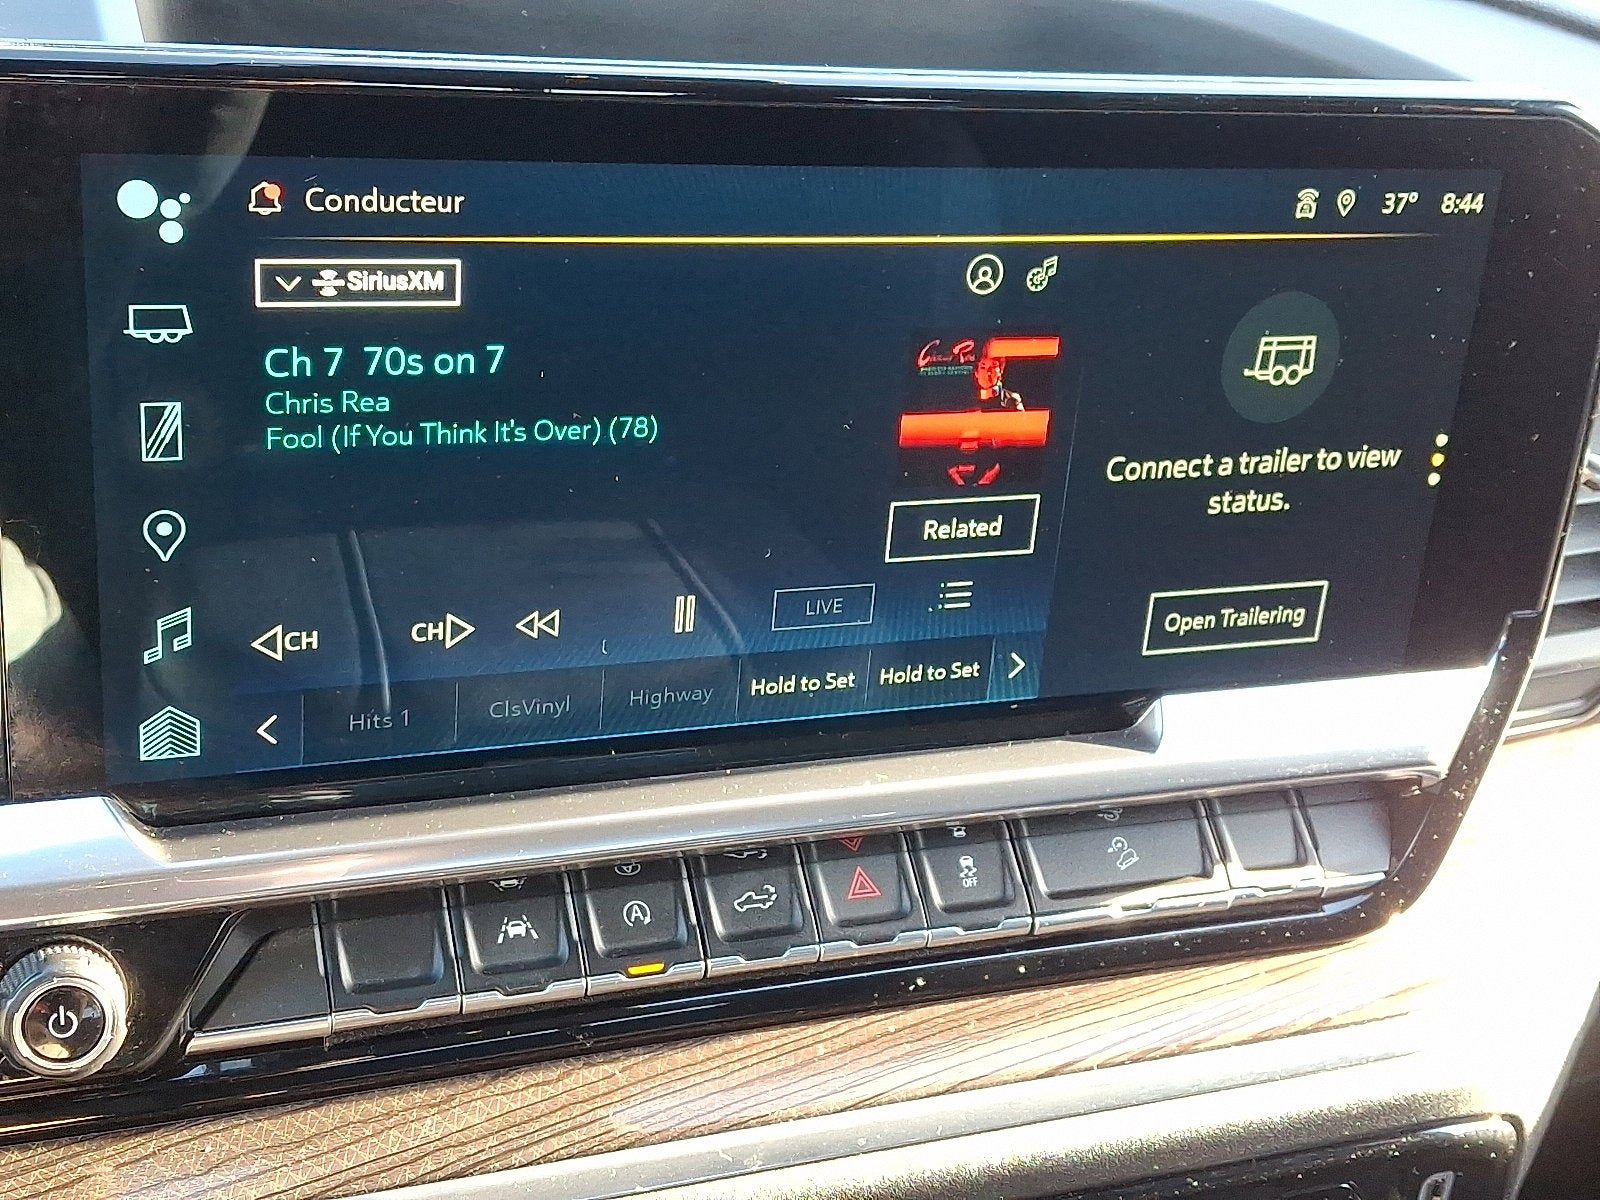 Conducteur
37° 8:44
SiriusXM
Ch 7 70s on 7
Chris Rea
Fool (If You Think It's Over) (78)
Related
Connect a trailer to view
status.
Open Trailering
CH
CH
LIVE
Hits 1
ClsVinyl
Highway
Hold to Set
Hold to Set
A
OFF